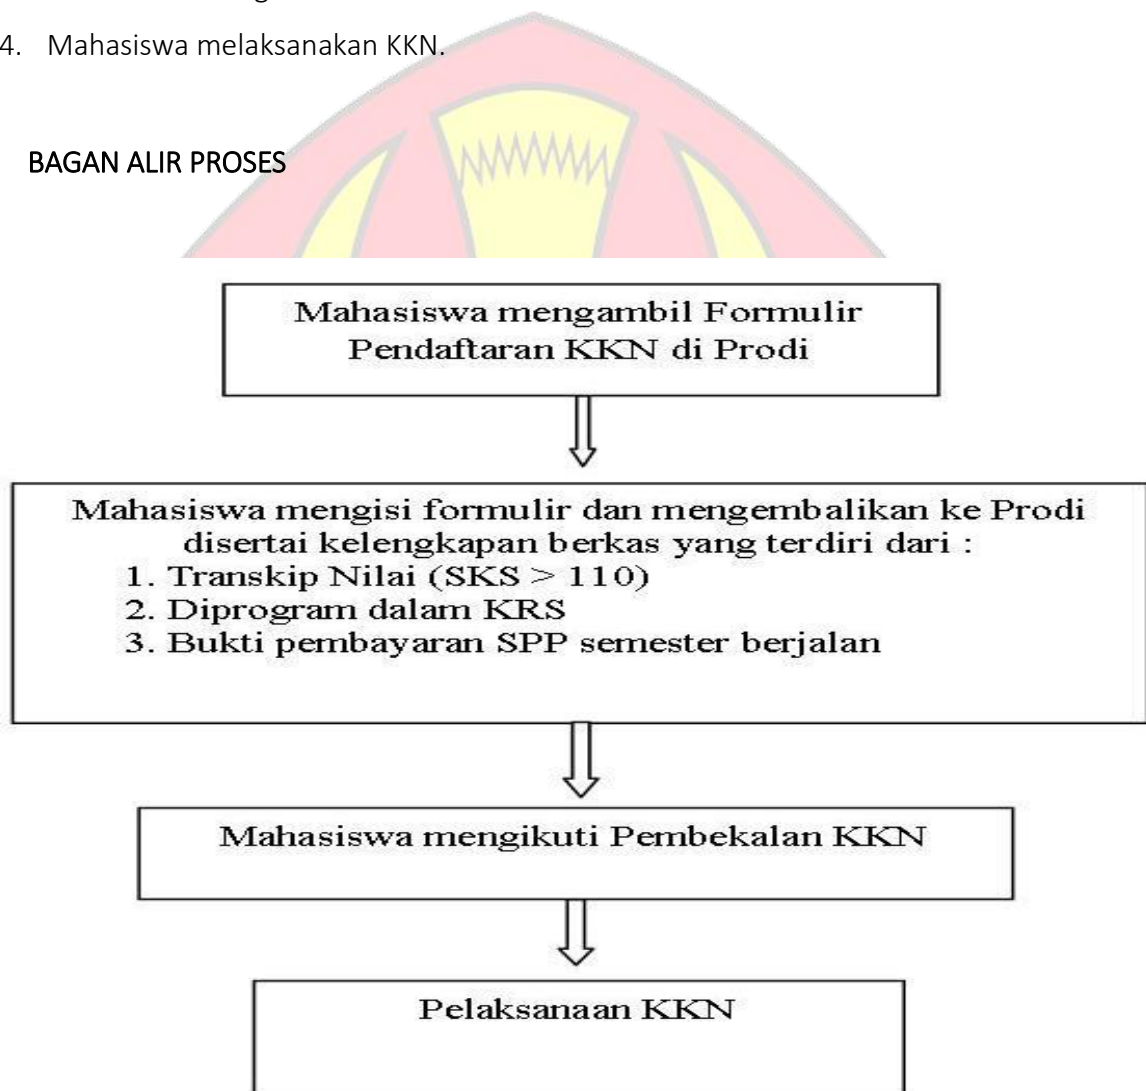 4. Mahasiswa melaksanakan KKN.
BAGAN ALIR PROSES
Mahasiswa mengambil Formulir
Pendaftaran KKN di Prodi
Mahasiswa mengisi formulir dan mengembalikan ke Prodi
disertai kelengkapan berkas yang terdiri dari :
1. Transkip Nilai (SKS > 110)
2. Diprogram dalam KRS
3. Bukti pembayaran SPP semester berjalan
Mahasiswa mengikuti Pembekalan KKN
Pelaksanaan KKN